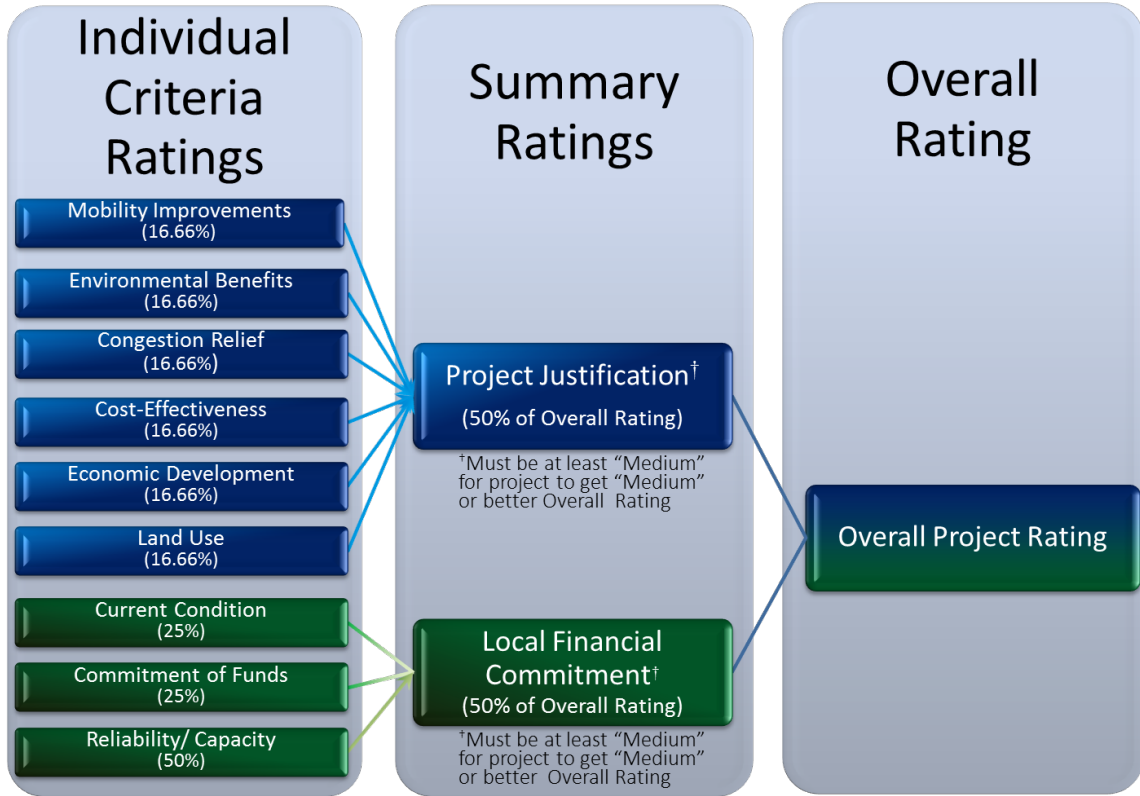 Individual
Criteria
Ratings
Mobility Improvements
(16.66%)
Environmental Benefits
(16.66%)
Congestion Relief
(16.66%)
Cost-Effectiveness
(16.66%)
Economic Development
(16.66%)
Land Use
(16.66%)
Current Condition
(25%)
Commitment of Funds
(25%)
Reliability/ Capacity
(50%)
Summary
Ratings
Project Justification†
(50% of Overall Rating)
†Must be at least “Medium”
for project to get “Medium”
or better Overall Rating
Local Financial
Commitment†
(50% of Overall Rating)
†Must be at least “Medium”
for project to get “Medium”
or better Overall Rating
Overall
Rating
Overall Project Rating